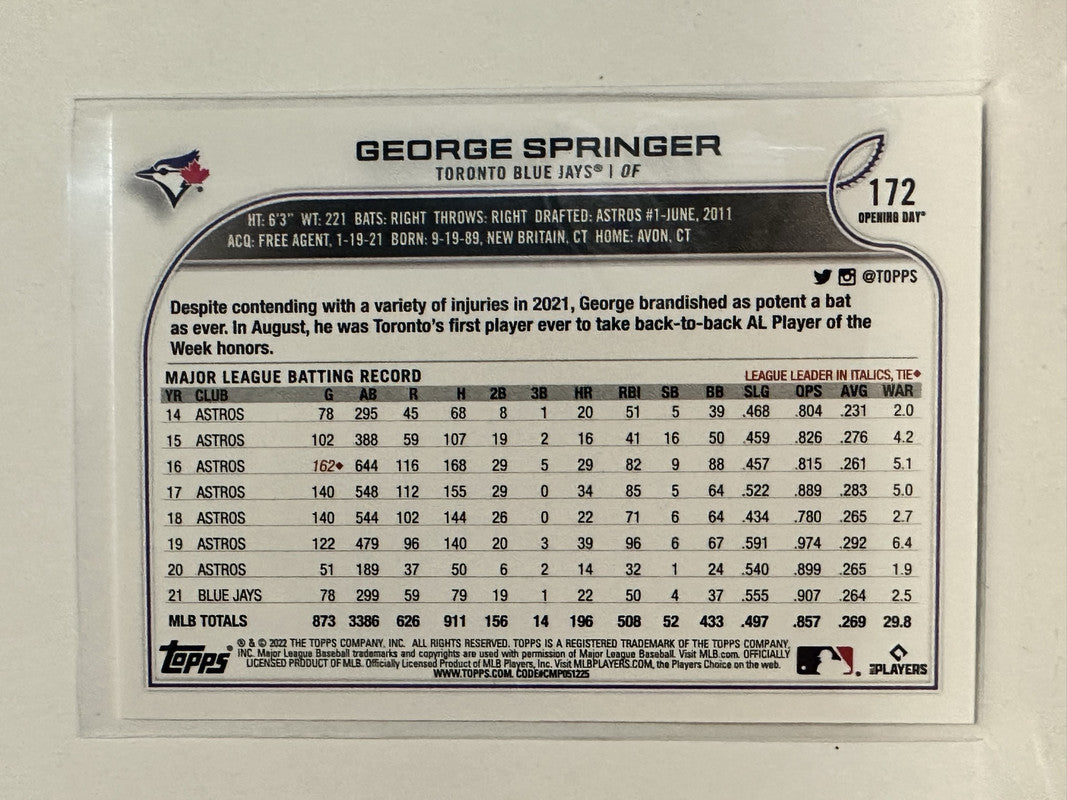 GEORGE SPRINGER
TORONTO BLUE JAYS® | OF
172
OPENING DAY®
HT: 6'3" WT: 221 BATS: RIGHT THROWS: RIGHT DRAFTED: ASTROS #1-JUNE, 2011
ACQ: FREE AGENT, 1-19-21 BORN: 9-19-89, NEW BRITAIN, CT HOME: AVON, CT
@TOPPS
Despite contending with a variety of injuries in 2021, George brandished as potent a bat
as ever. In August, he was Toronto's first player ever to take back-to-back AL Player of the
Week honors.
MAJOR LEAGUE BATTING RECORD LEAGUE LEADER IN ITALICS, TIE◆
YR CLUB G AB R H 2B 3B HR RBI SB BB SLG OPS AVG WAR
14 ASTROS 78 295 45 68 8 1 20 51 5 39 .468 .804 .231 2.0
15 ASTROS 102 388 59 107 19 2 16 41 16 50 .459 .826 .276 4.2
16 ASTROS 162◆ 644 116 168 29 5 29 82 9 88 .457 .815 .261 5.1
17 ASTROS 140 548 112 155 29 0 34 85 5 64 .522 .889 .283 5.0
18 ASTROS 140 544 102 144 26 0 22 71 6 64 .434 .780 .265 2.7
19 ASTROS 122 479 96 140 20 3 39 96 6 67 .591 .974 .292 6.4
20 ASTROS 51 189 37 50 6 2 14 32 1 24 .540 .899 .265 1.9
21 BLUE JAYS 78 299 59 79 19 1 22 50 4 37 .555 .907 .264 2.5
MLB TOTALS 873 3386 626 911 156 14 196 508 52 433 .497 .857 .269 29.8
Topps
® & © 2022 THE TOPPS COMPANY, INC. ALL RIGHTS RESERVED. TOPPS IS A REGISTERED TRADEMARK OF THE TOPPS COMPANY,
INC. Major League Baseball trademarks and copyrights are used with permission of Major League Baseball. Visit MLB.com. OFFICIALLY
LICENSED PRODUCT OF MLB. Officially Licensed Product of MLB Players, Inc. Visit MLBPLAYERS.COM, the Players Choice on the web.
WWW.TOPPS.COM. CODE#CMP051225
MLB PLAYERS